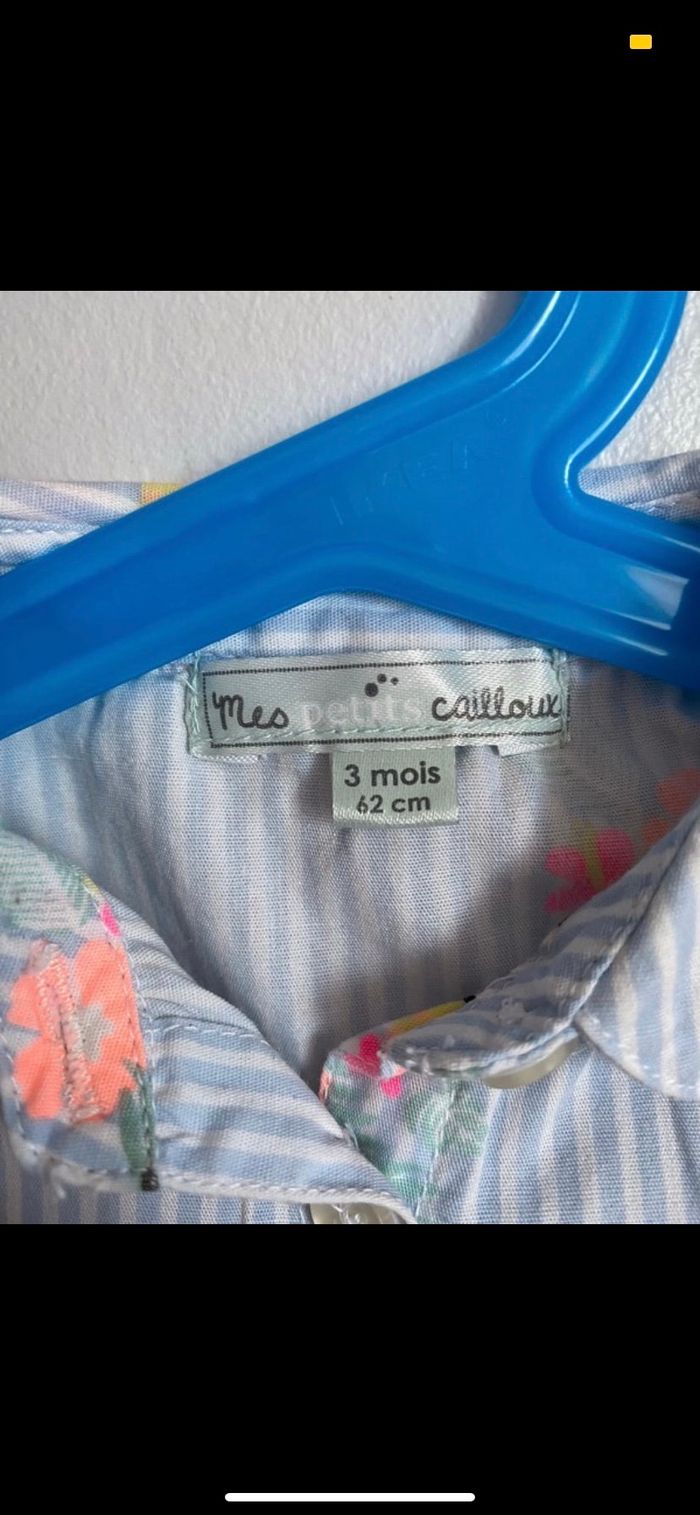 Mes petits cailloux
3 mois
62 cm